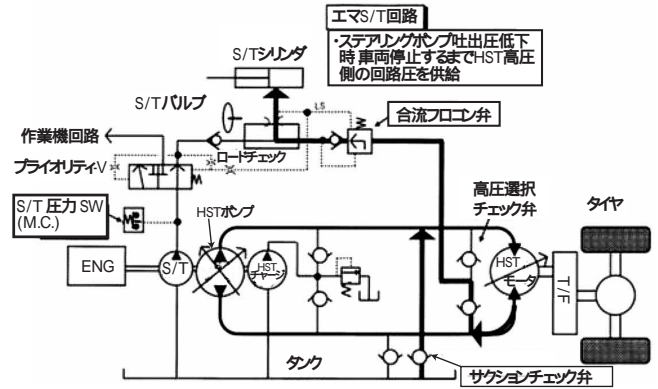 エマS/T回路
・ステアリングポンプ吐出圧低下
時 車両停止するまでHST高圧
側の回路圧を供給
S/Tシリンダ
S/Tバルブ
LS
合流フロコン弁
作業機回路
ロードチェック
プライオリティ-V
S/T 圧力 SW
(M.C.)
HSTポンプ
高圧選択
チェック弁
タイヤ
ENG
S/T
HST
チャージ
HST
モータ
T/F
タンク
サクションチェック弁